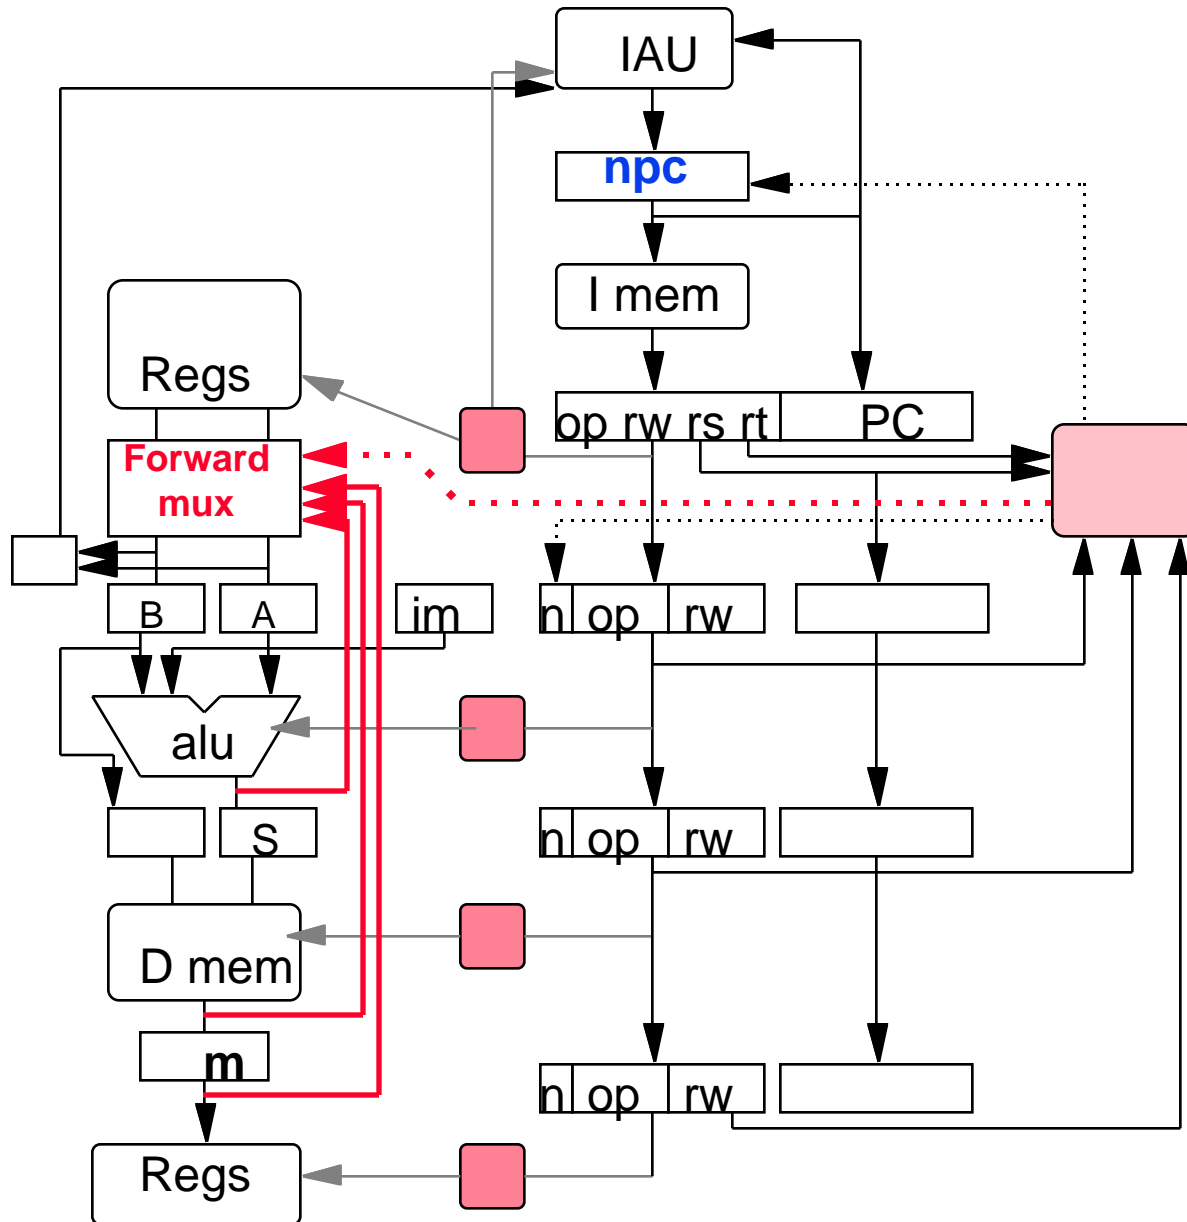 IAU
npc
I mem
Regs
op rw rs rt PC
Forward
mux
B A im n op rw
alu
S n op rw
D mem
m n op rw
Regs